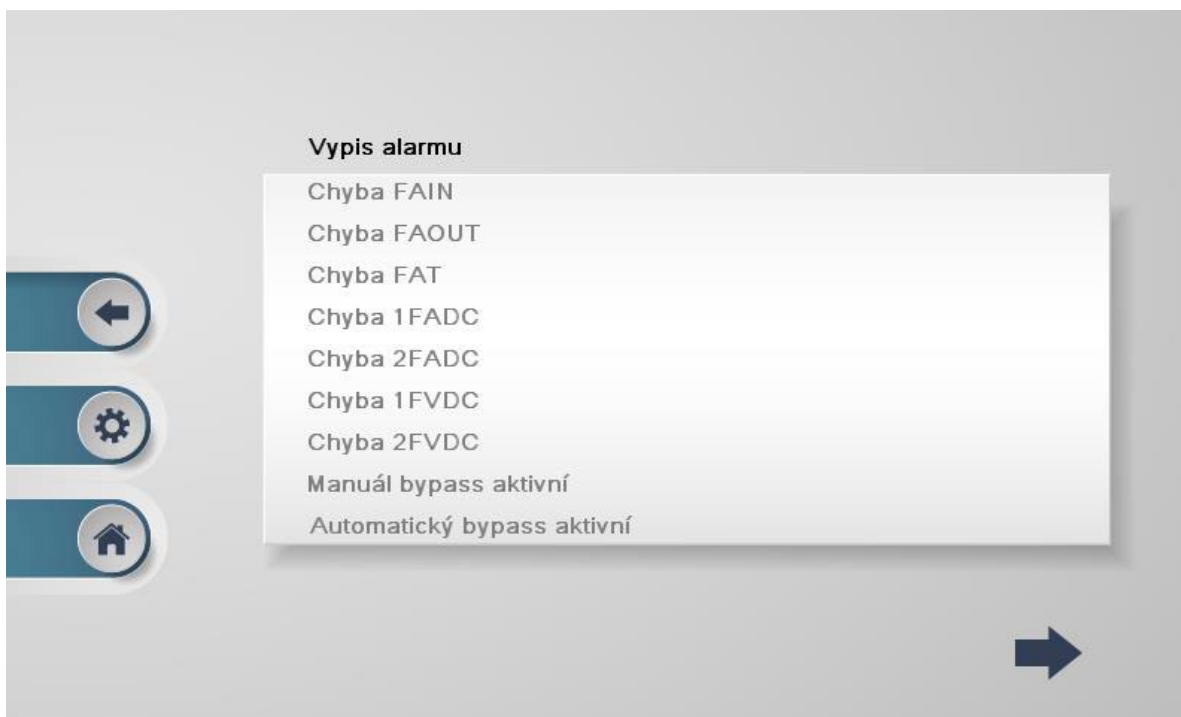 Vypis alarmu
Chyba FAIN
Chyba FAOUT
Chyba FAT
Chyba 1FADC
Chyba 2FADC
Chyba 1FVDC
Chyba 2FVDC
Manuál bypass aktivní
Automatický bypass aktivní